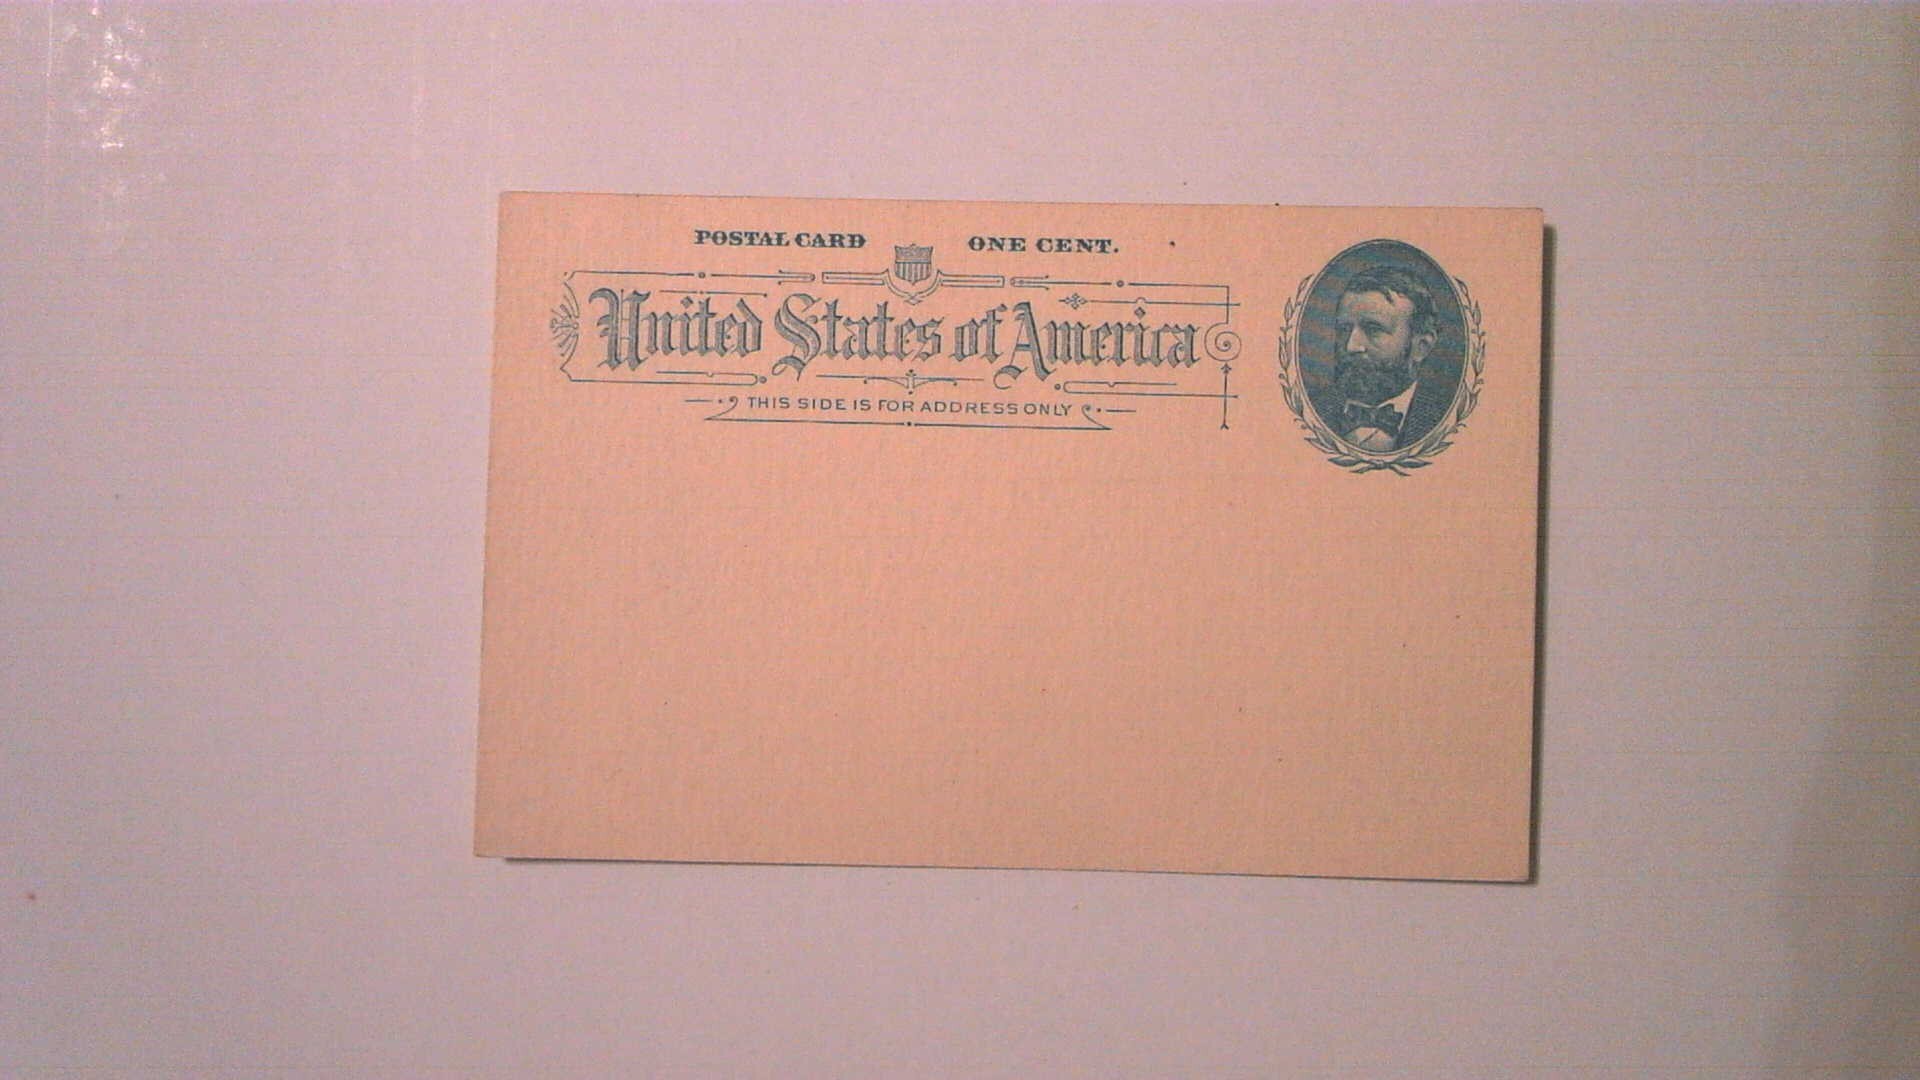 POSTAL CARD ONE CENT.
United States of America
THIS SIDE IS FOR ADDRESS ONLY